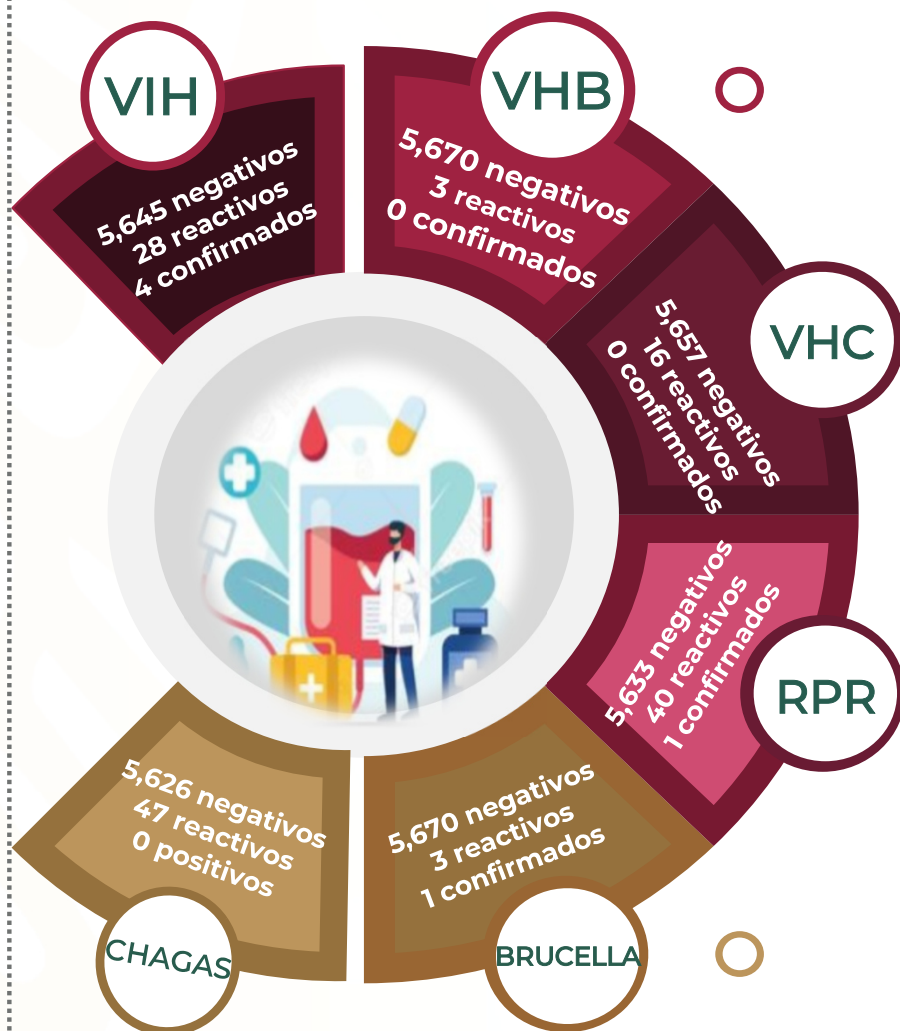 VIH
5,645 negativos
28 reactivos
4 confirmados
VHB
5,670 negativos
3 reactivos
0 confirmados
VHC
5,657 negativos
16 reactivos
0 confirmados
RPR
5,633 negativos
40 reactivos
1 confirmados
BRUCELLA
5,670 negativos
3 reactivos
1 confirmados
CHAGAS
5,626 negativos
47 reactivos
0 positivos